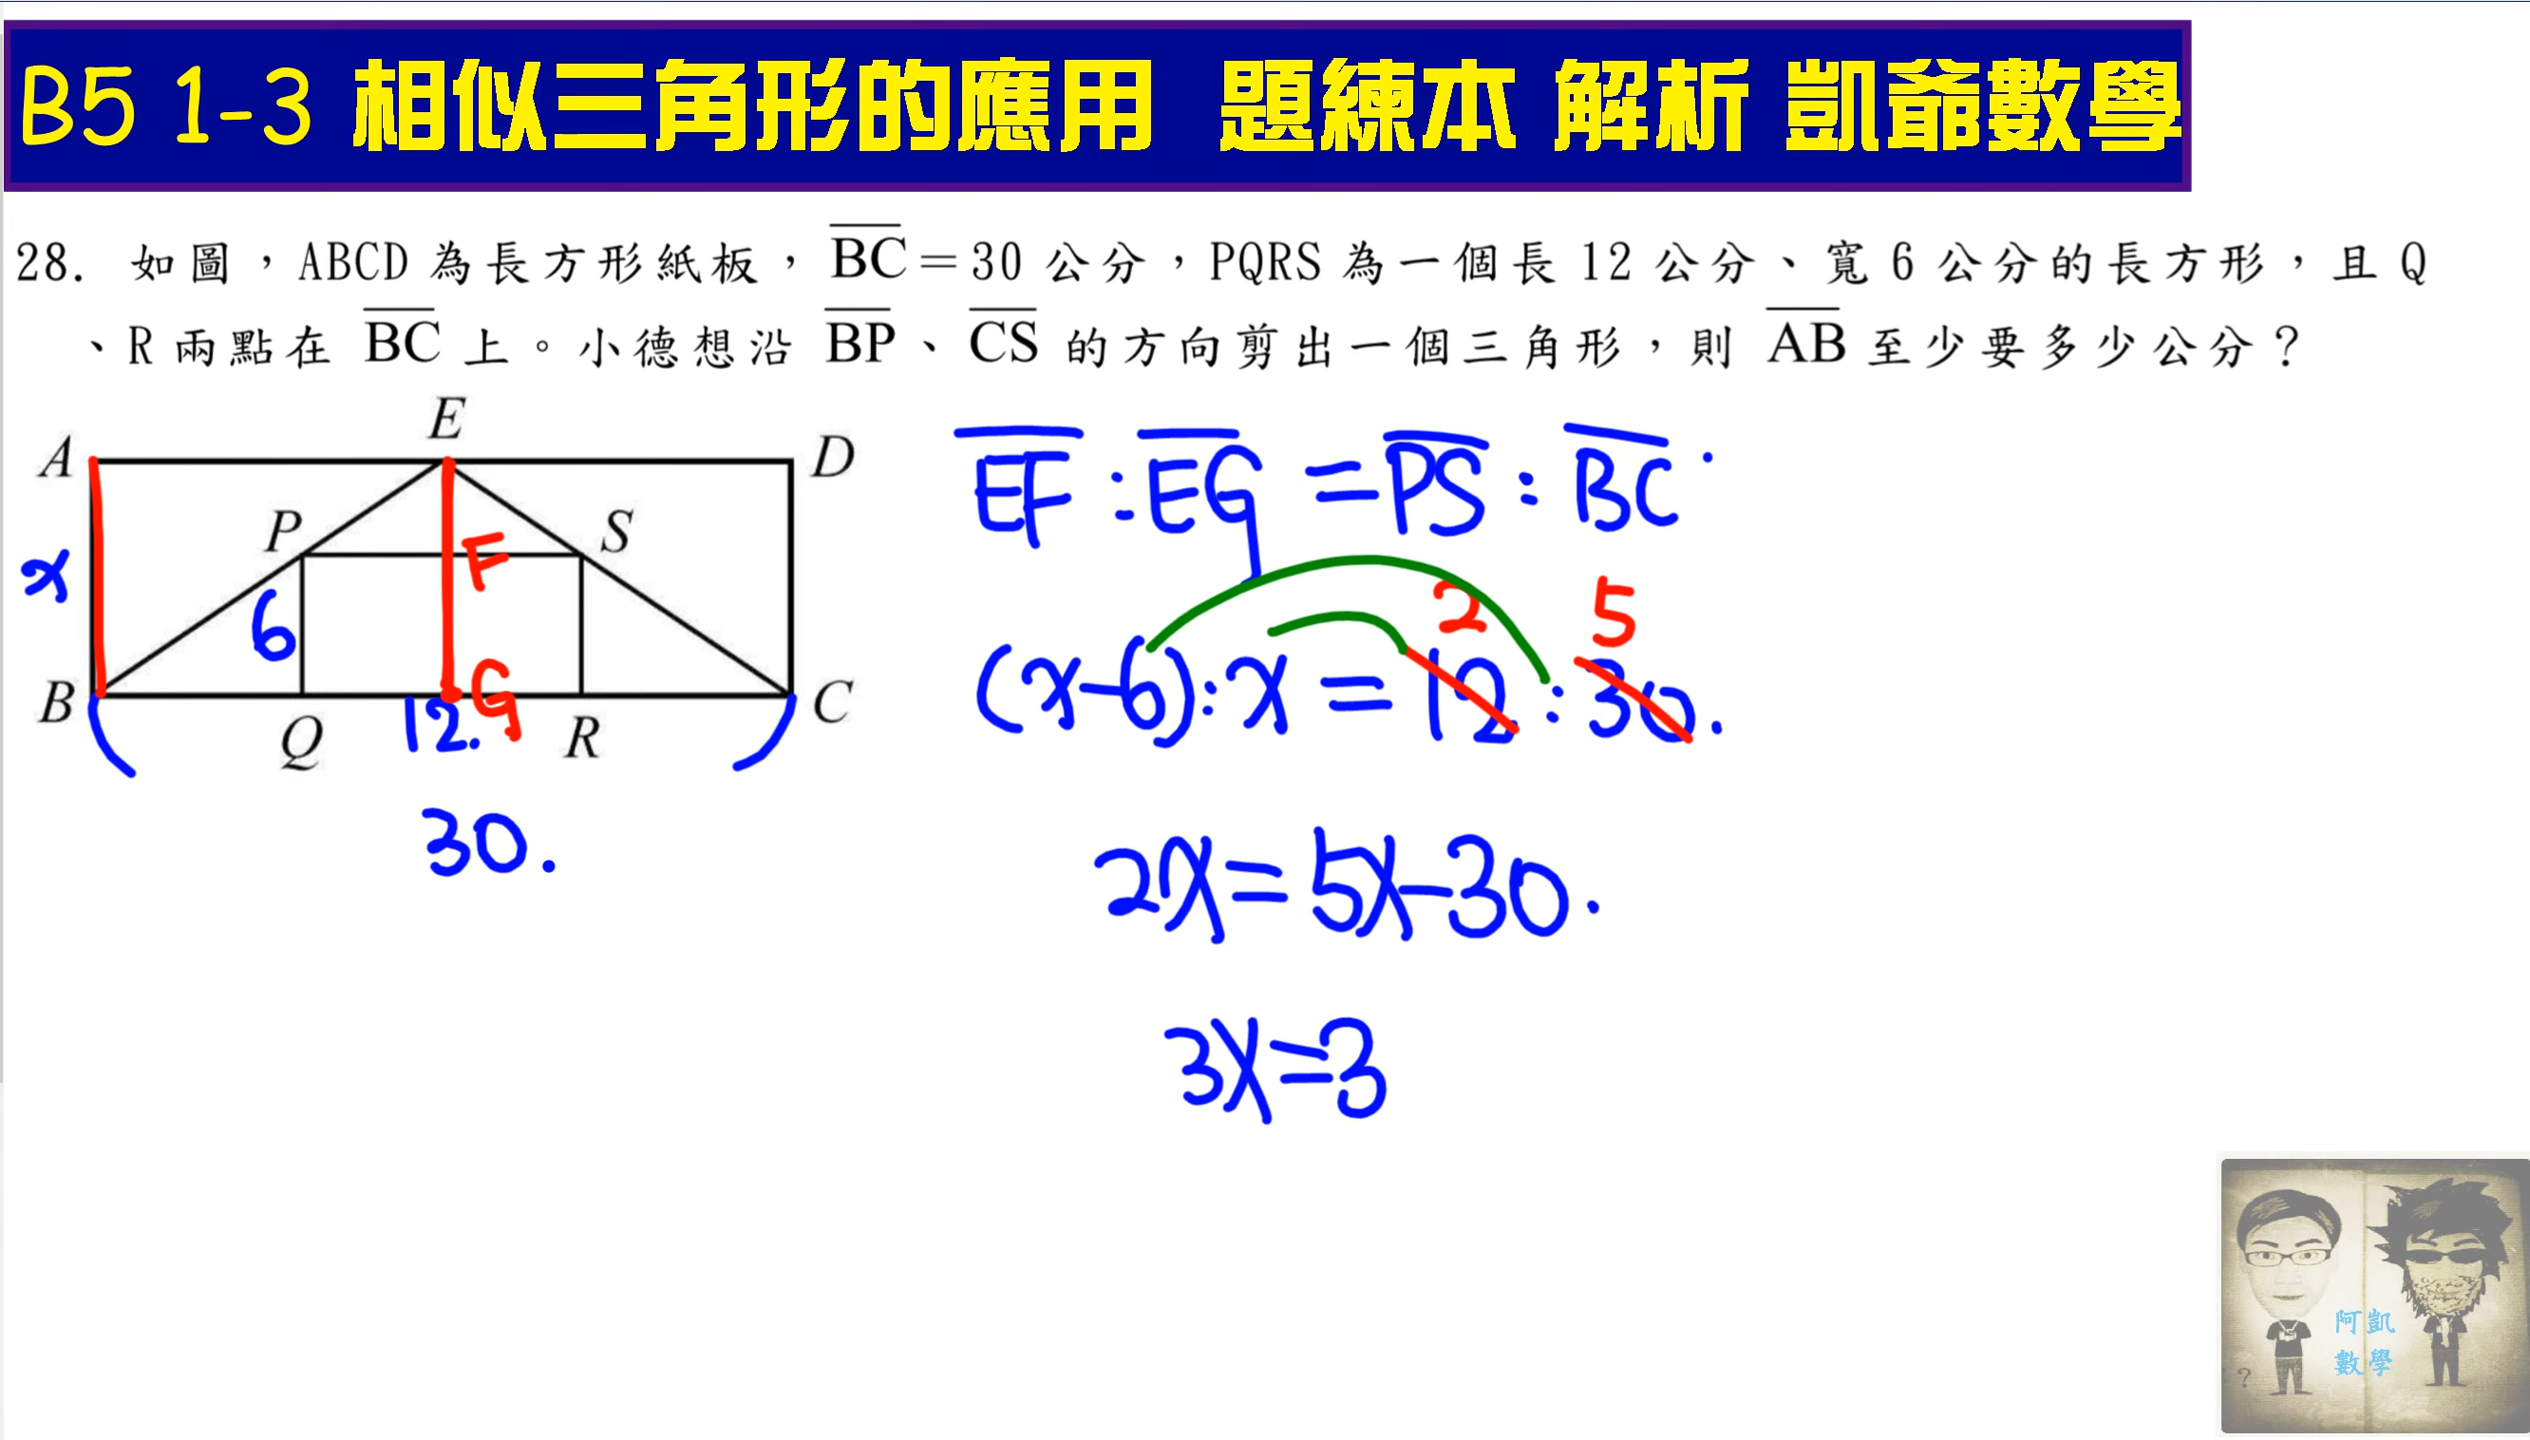 B5 1-3 相似三角形的應用 題練本 解析 凱爺數學
28. 如圖，ABCD 為長方形紙板，BC＝30 公分，PQRS 為一個長 12 公分、寬 6 公分的長方形，且 Q
、R 兩點在 BC 上。小德想沿 BP、CS 的方向剪出一個三角形，則 AB 至少要多少公分？
E
A D
P S
F
x
6
B C
G
Q 12. R
30.
EF : EG = PS : BC .
2 5
(x-6) : x = 12 : 30.
2x = 5x-30.
3x=3
阿凱
數學
?